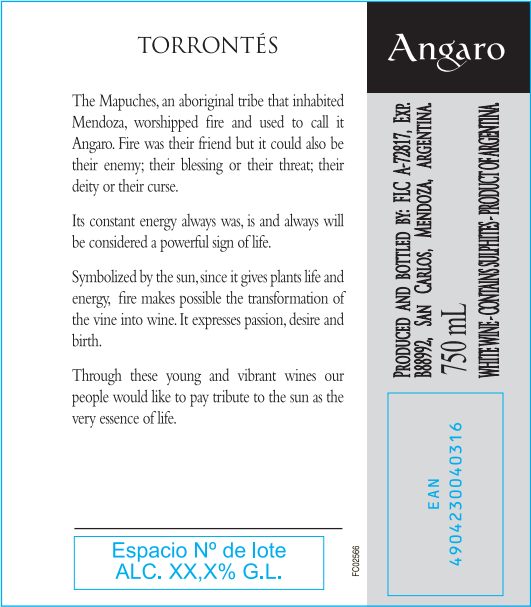 TORRONTÉS
The Mapuches, an aboriginal tribe that inhabited
Mendoza, worshipped fire and used to call it
Angaro. Fire was their friend but it could also be
their enemy; their blessing or their threat; their
deity or their curse.
Its constant energy always was, is and always will
be considered a powerful sign of life.
Symbolized by the sun, since it gives plants life and
energy, fire makes possible the transformation of
the vine into wine. It expresses passion, desire and
birth.
Through these young and vibrant wines our
people would like to pay tribute to the sun as the
very essence of life.
Espacio Nº de lote
ALC. XX,X% G.L.
FC02566
Angaro
PRODUCED AND BOTTLED BY: FLC A-72817, EXP.
B88992, SAN CARLOS, MENDOZA, ARGENTINA.
750 mL
WHITE WINE - CONTAINS SULPHITES - PRODUCT OF ARGENTINA
EAN
4904230040316